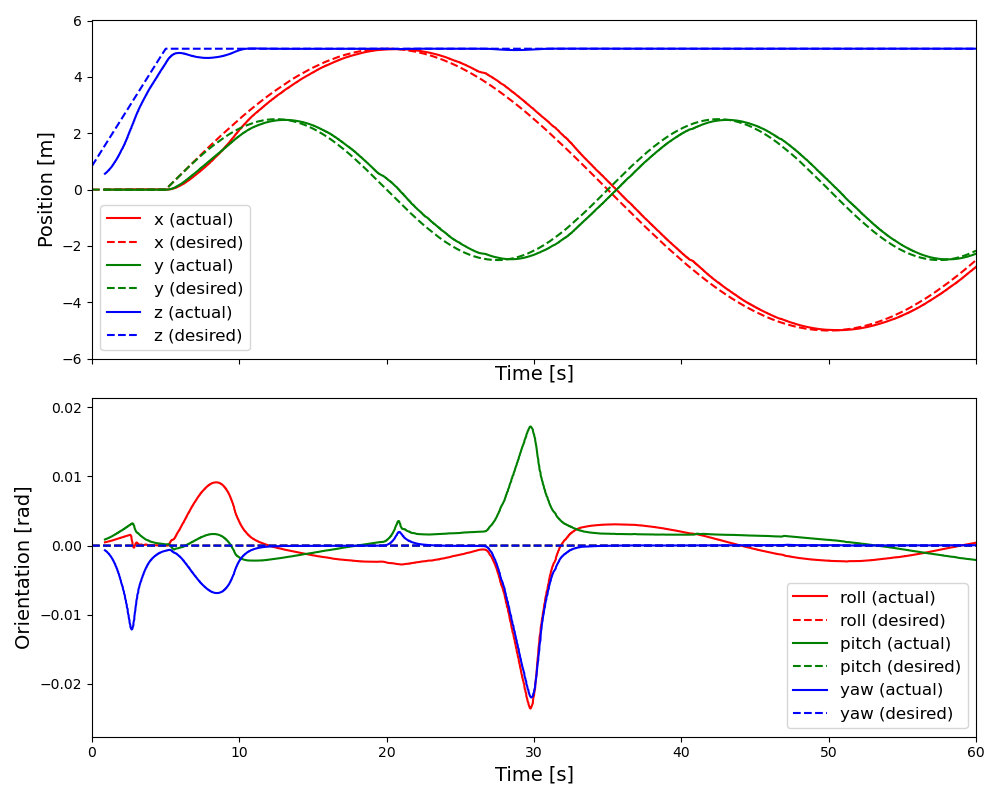 6
4
2
0
−2
−4
−6
Position [m]
x (actual)
x (desired)
y (actual)
y (desired)
z (actual)
z (desired)
Time [s]
0.02
0.01
0.00
−0.01
−0.02
Orientation [rad]
roll (actual)
roll (desired)
pitch (actual)
pitch (desired)
yaw (actual)
yaw (desired)
0 10 20 30 40 50 60
Time [s]